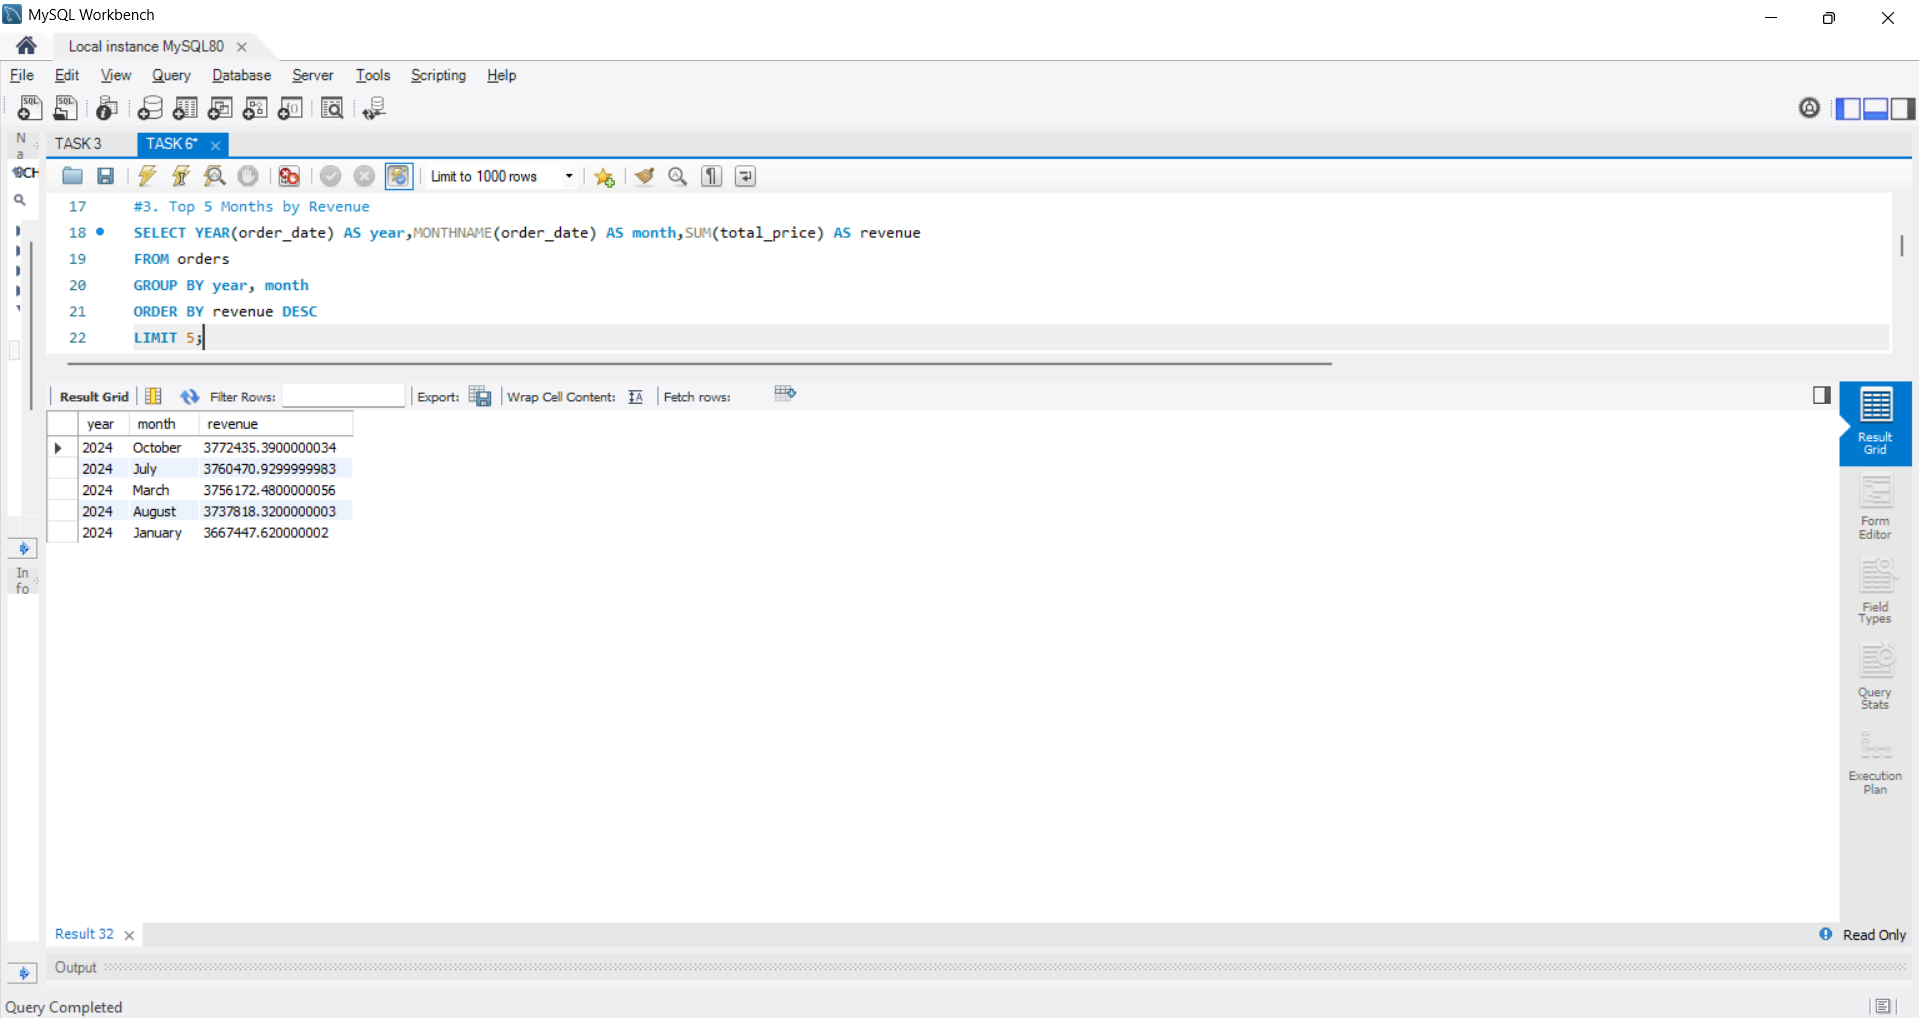 MySQL Workbench
Local instance MySQL80
File Edit View Query Database Server Tools Scripting Help
N
a
TASK 3 TASK 6*
Limit to 1000 rows
17 #3. Top 5 Months by Revenue
18 SELECT YEAR(order_date) AS year,MONTHNAME(order_date) AS month,SUM(total_price) AS revenue
19 FROM orders
20 GROUP BY year, month
21 ORDER BY revenue DESC
22 LIMIT 5;
Result Grid Filter Rows: Export: Wrap Cell Content: Fetch rows:
year month revenue
2024 October 3772435.3900000034
2024 July 3760470.9299999983
2024 March 3756172.4800000056
2024 August 3737818.3200000003
2024 January 3667447.620000002
In
fo
Result
Grid
Form
Editor
Field
Types
Query
Stats
Execution
Plan
Result 32 Read Only
Output
Query Completed